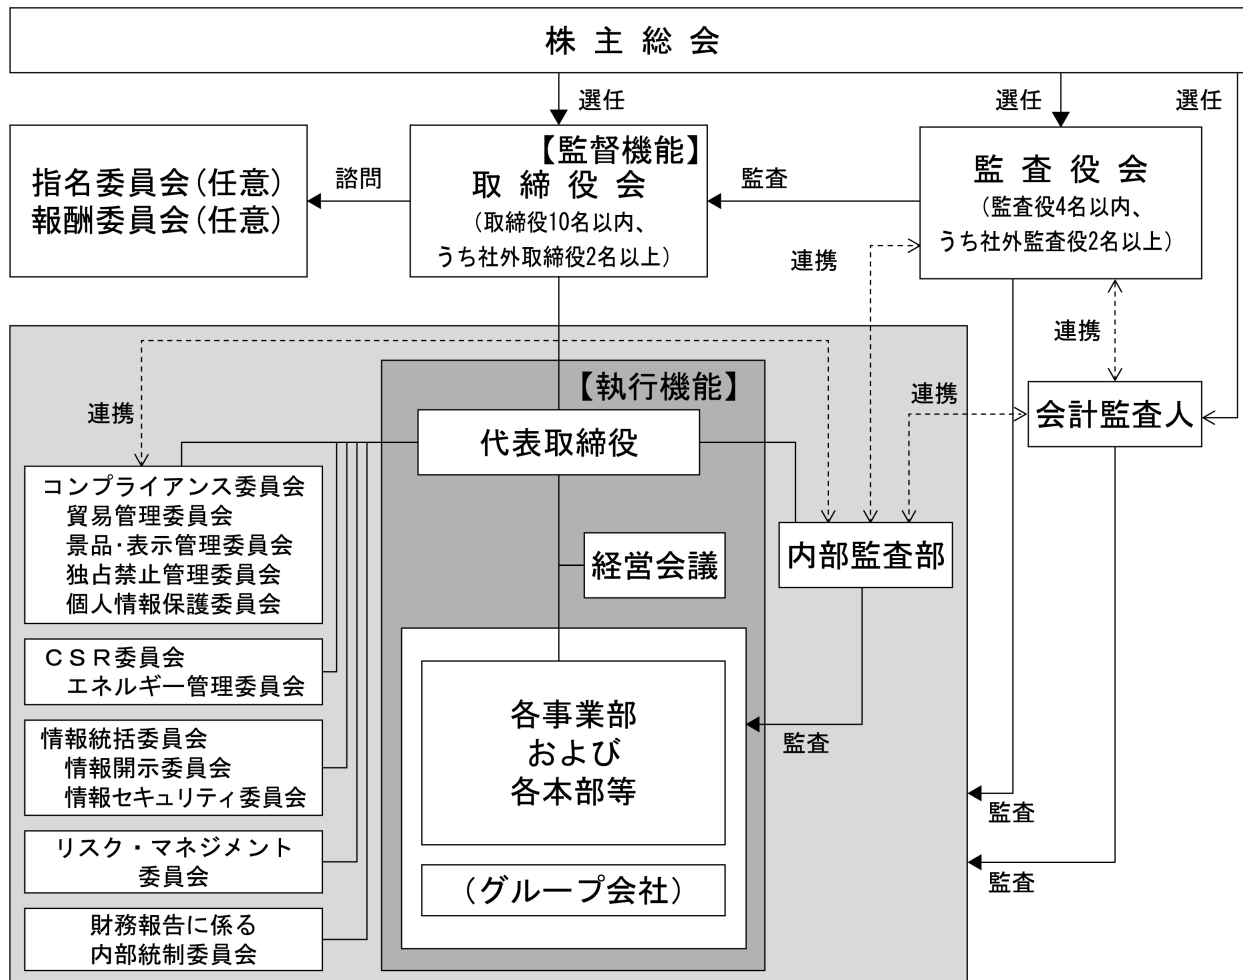 株主総会
選任
選任
選任
指名委員会(任意)
報酬委員会(任意)
諮問
【監督機能】
取締役会
(取締役10名以内、
うち社外取締役2名以上)
監査
監査役会
(監査役4名以内、
うち社外監査役2名以上)
連携
連携
連携
連携
【執行機能】
会計監査人
代表取締役
コンプライアンス委員会
貿易管理委員会
景品・表示管理委員会
独占禁止管理委員会
個人情報保護委員会
経営会議
内部監査部
CSR委員会
エネルギー管理委員会
各事業部
および
各本部等
監査
情報統括委員会
情報開示委員会
情報セキュリティ委員会
監査
リスク・マネジメント
委員会
監査
(グループ会社)
財務報告に係る
内部統制委員会